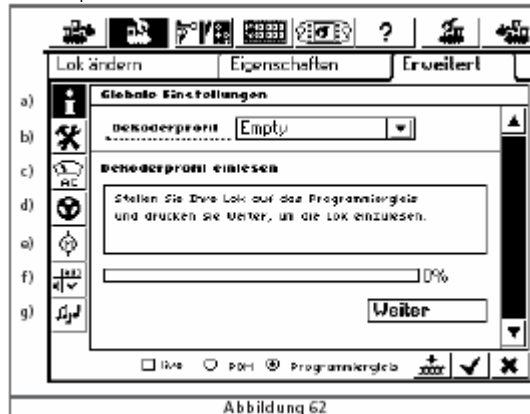 ?
Lok ändern Eigenschaften Erweitert
a) Globale Einstellungen
b) Dekoderprofil Empty
c) AC Dekoderprofil einlesen
d) Stellen Sie Ihre Lok auf das Programmiergleis
und drücken sie Weiter, um die Lok einzulesen.
e)
f) 0%
g) Weiter
live POM Programmiergleis
Abbildung 62